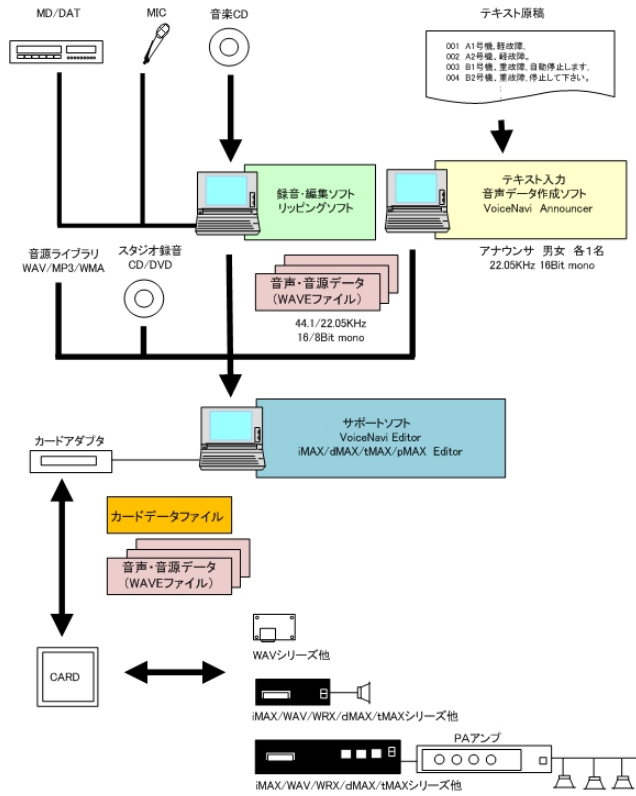 MD/DAT
MIC
音楽CD
テキスト原稿
001 A1号機、軽故障、
002 A2号機、軽故障。
003 B1号機、重故障、自動停止します、
004 B2号機、重故障、停止して下さい。
録音・編集ソフト
リッピングソフト
テキスト入力
音声データ作成ソフト
VoiceNavi Announcer
アナウンサ 男女 各1名
22.05KHz 16Bit mono
音源ライブラリ
WAV/MP3/WMA
スタジオ録音
CD/DVD
音声・音源データ
(WAVEファイル)
44.1/22.05KHz
16/8Bit mono
サポートソフト
VoiceNavi Editor
iMAX/dMAX/tMAX/pMAX Editor
カードアダプタ
カードデータファイル
音声・音源データ
(WAVEファイル)
CARD
WAVシリーズ他
iMAX/WAV/WRX/dMAX/tMAXシリーズ他
PAアンプ
iMAX/WAV/WRX/dMAX/tMAXシリーズ他